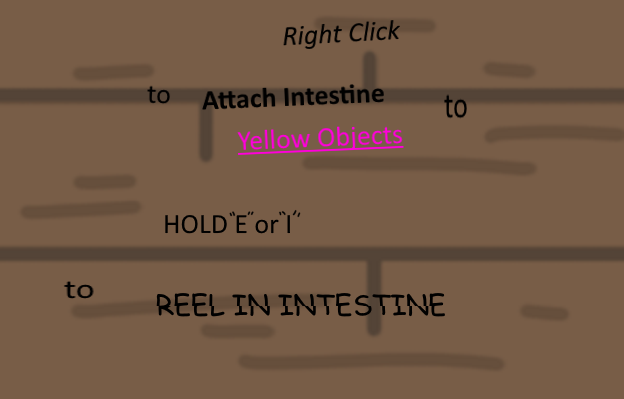 Right Click
to Attach Intestine to
Yellow Objects
HOLD "E" or "I"
to REEL IN INTESTINE